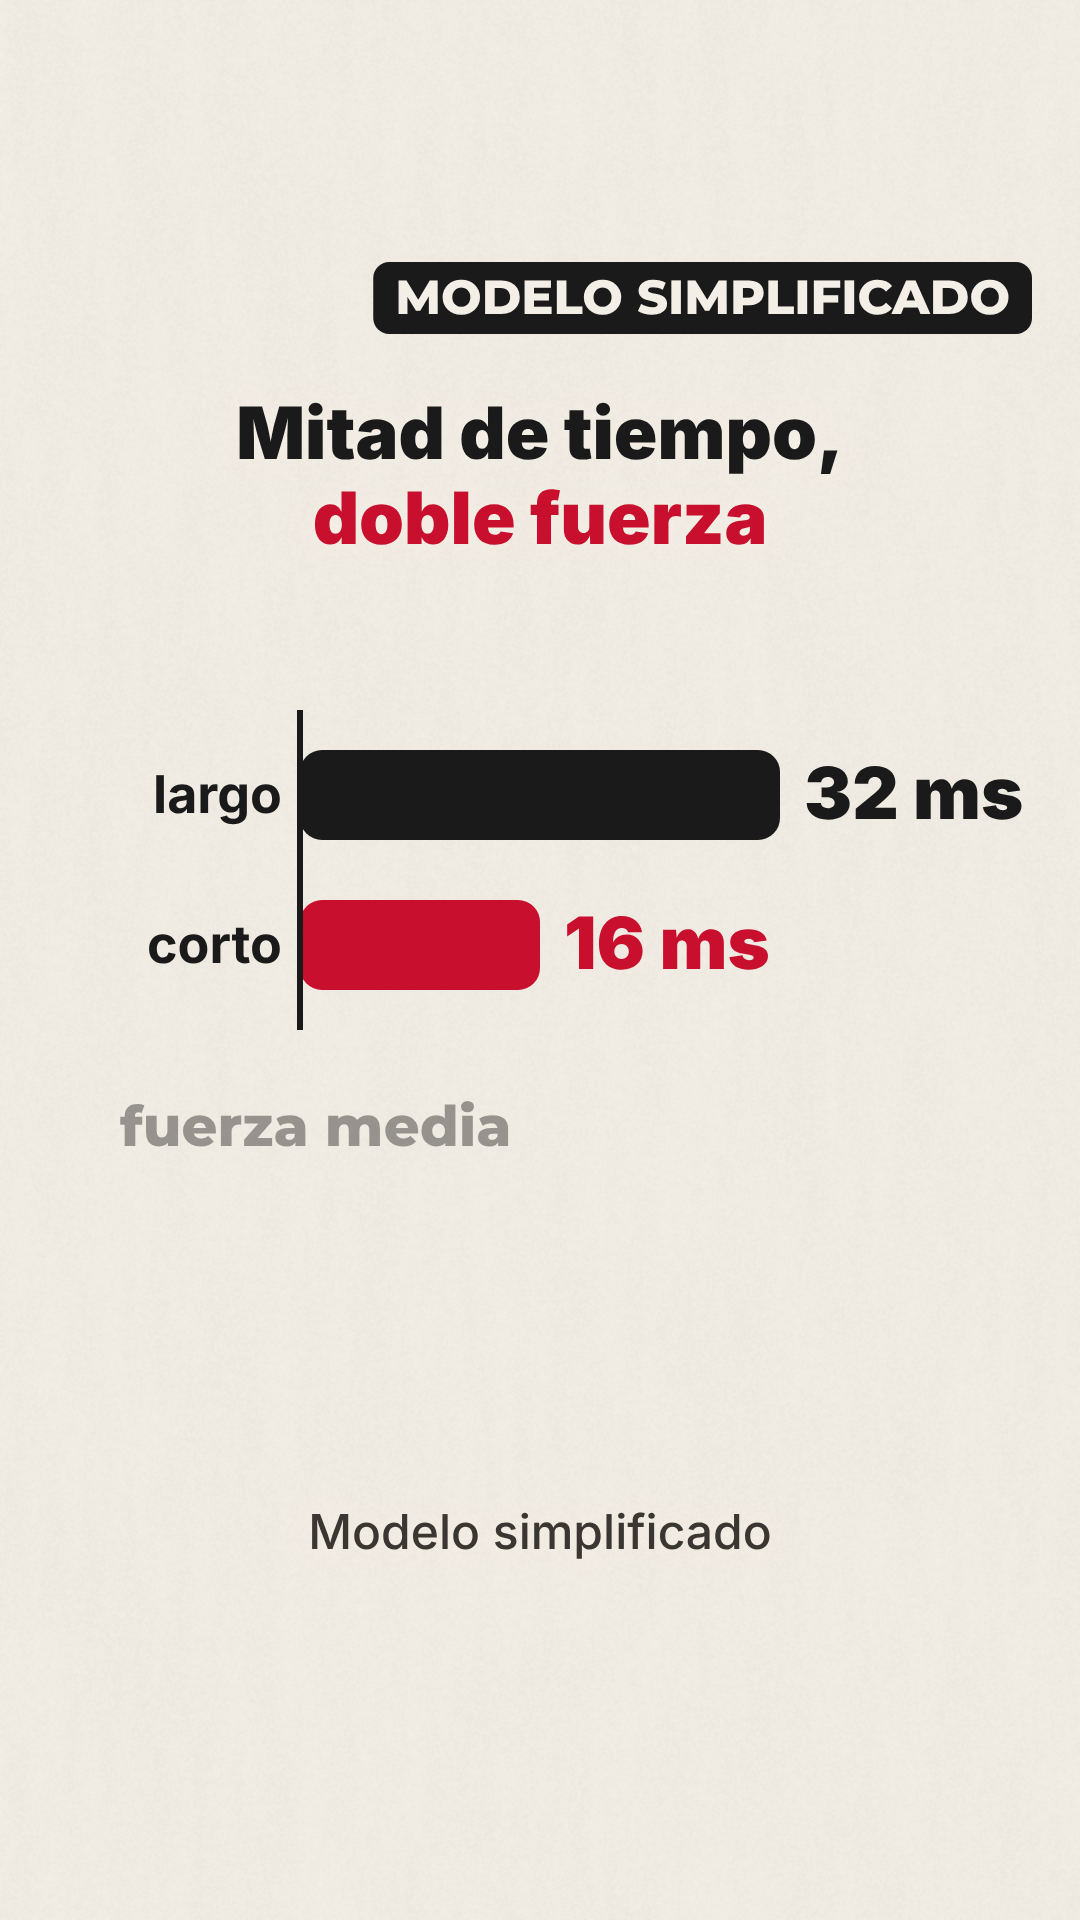 MODELO SIMPLIFICADO
Mitad de tiempo,
doble fuerza
largo 32 ms
corto 16 ms
fuerza media
Modelo simplificado